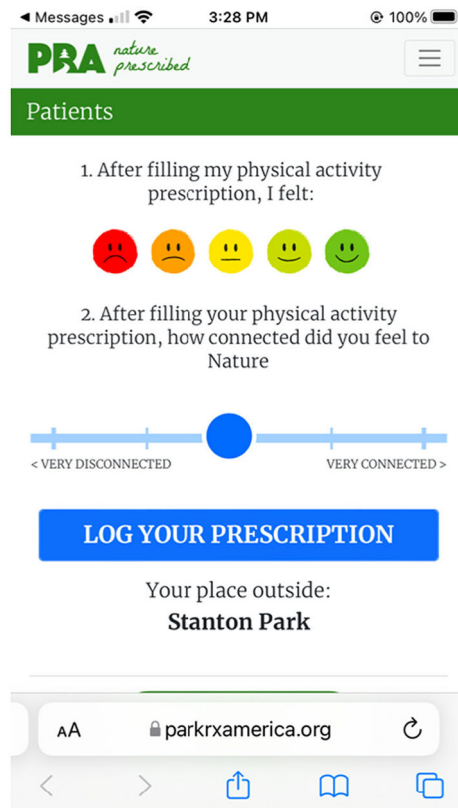 Messages
3:28 PM
100%
PRA nature
prescribed
Patients
1. After filling my physical activity
prescription, I felt:
2. After filling your physical activity
prescription, how connected did you feel to
Nature
< VERY DISCONNECTED VERY CONNECTED >
LOG YOUR PRESCRIPTION
Your place outside:
Stanton Park
AA parkrxamerica.org